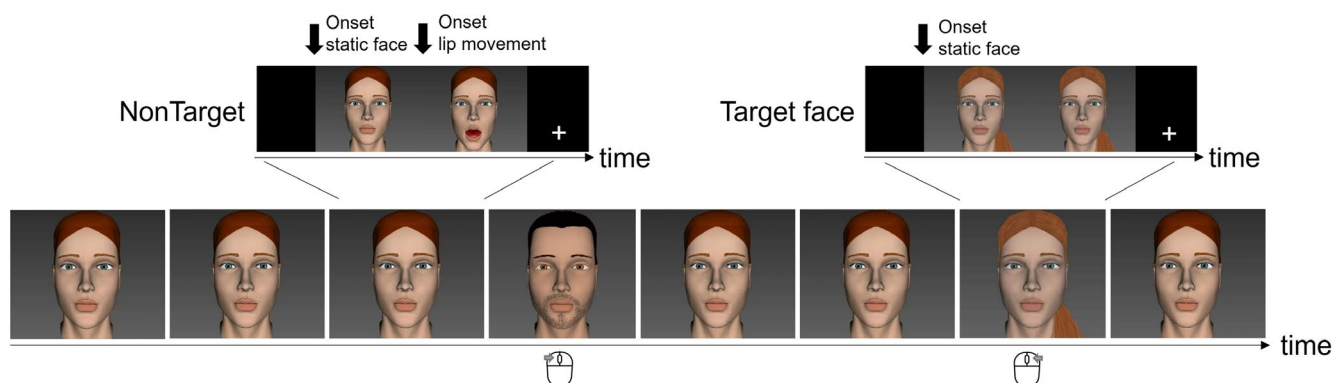 Onset
static face
Onset
lip movement
Onset
static face
NonTarget
Target face
+
+
time
time
time